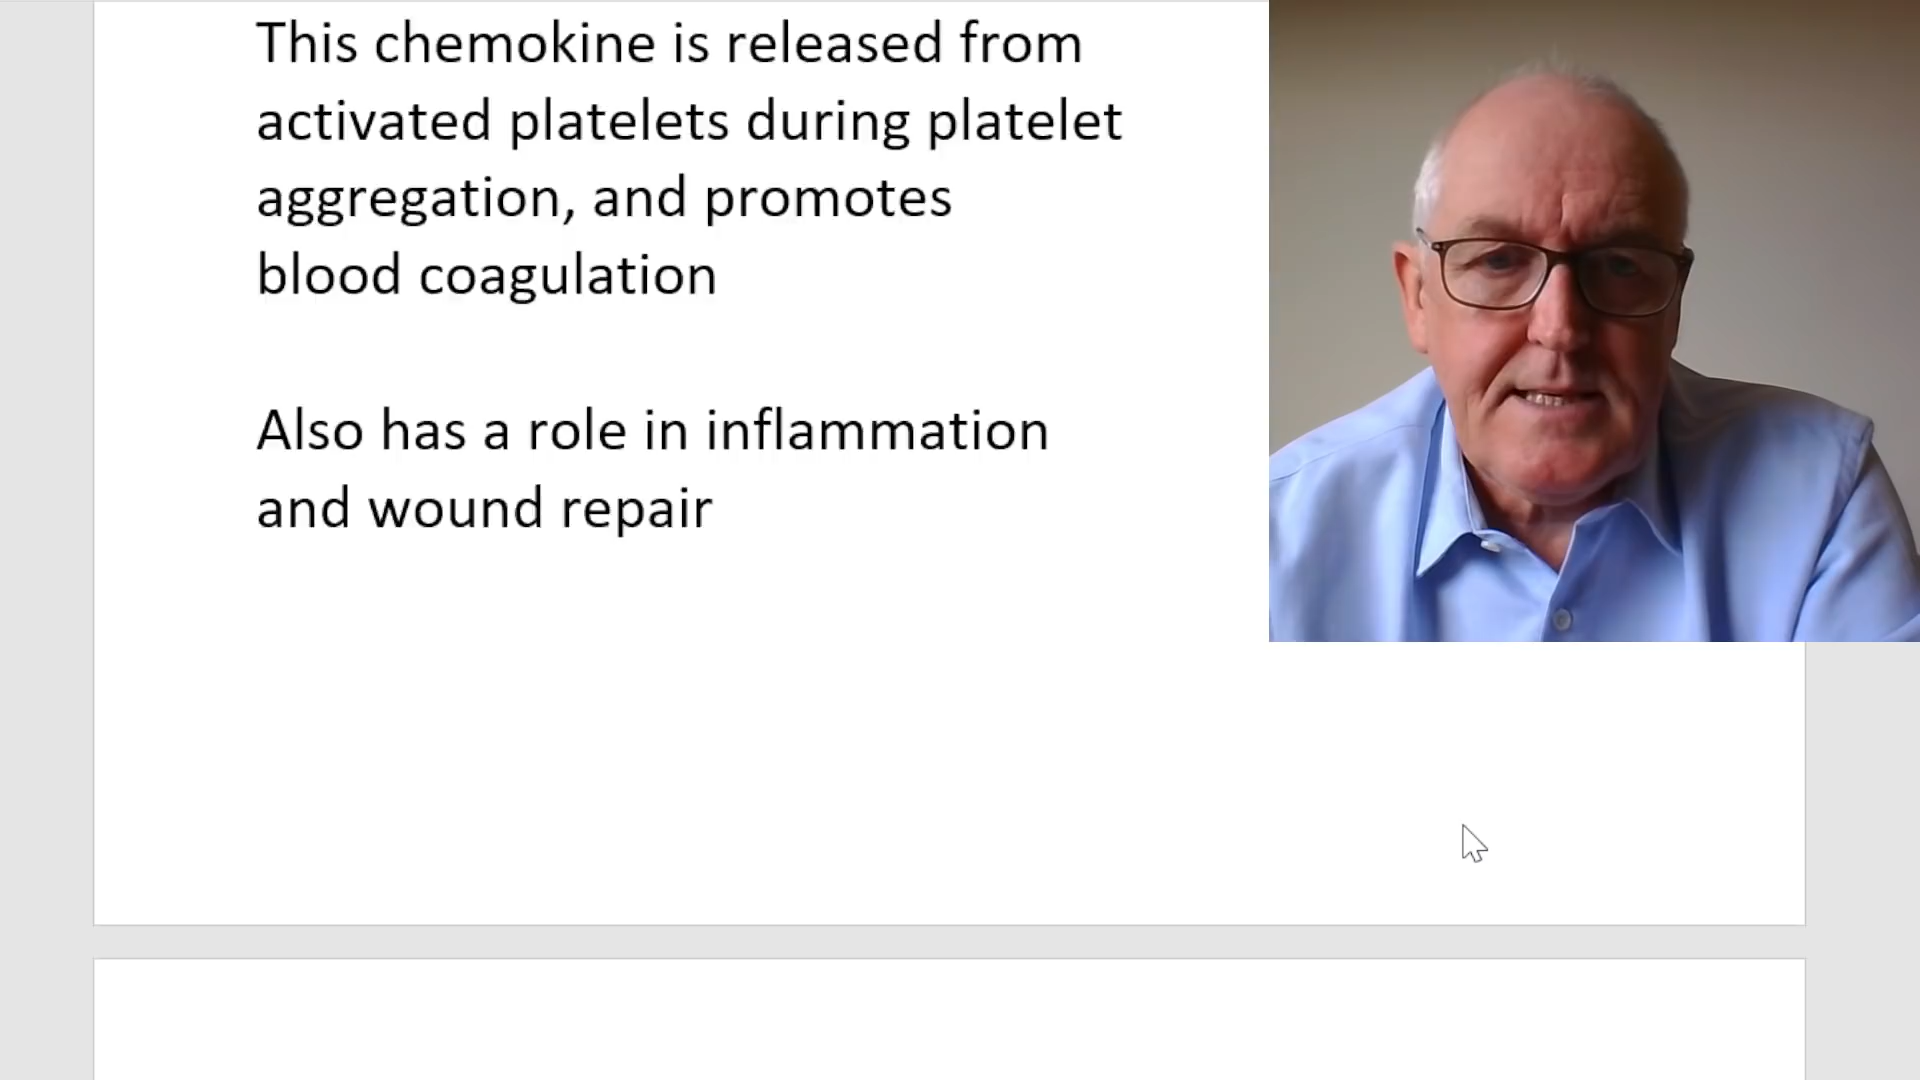 This chemokine is released from
activated platelets during platelet
aggregation, and promotes
blood coagulation
Also has a role in inflammation
and wound repair